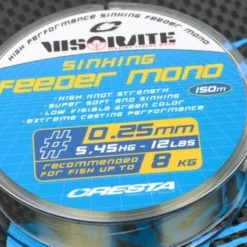 HIGH PERFORMANCE SINKING FEEDER MONO
VISORATE
SINKING
FEEDER MONO
150m
- HIGH KNOT STRENGTH
- SUPER SOFT AND SINKING
- LOW VISIBLE GREEN COLOR
- EXTREME CASTING PERFORMANCE
# 0.25mm
5,45KG - 12LBS
RECOMMENDED
FOR FISH UP TO 8 KG
CRESTA